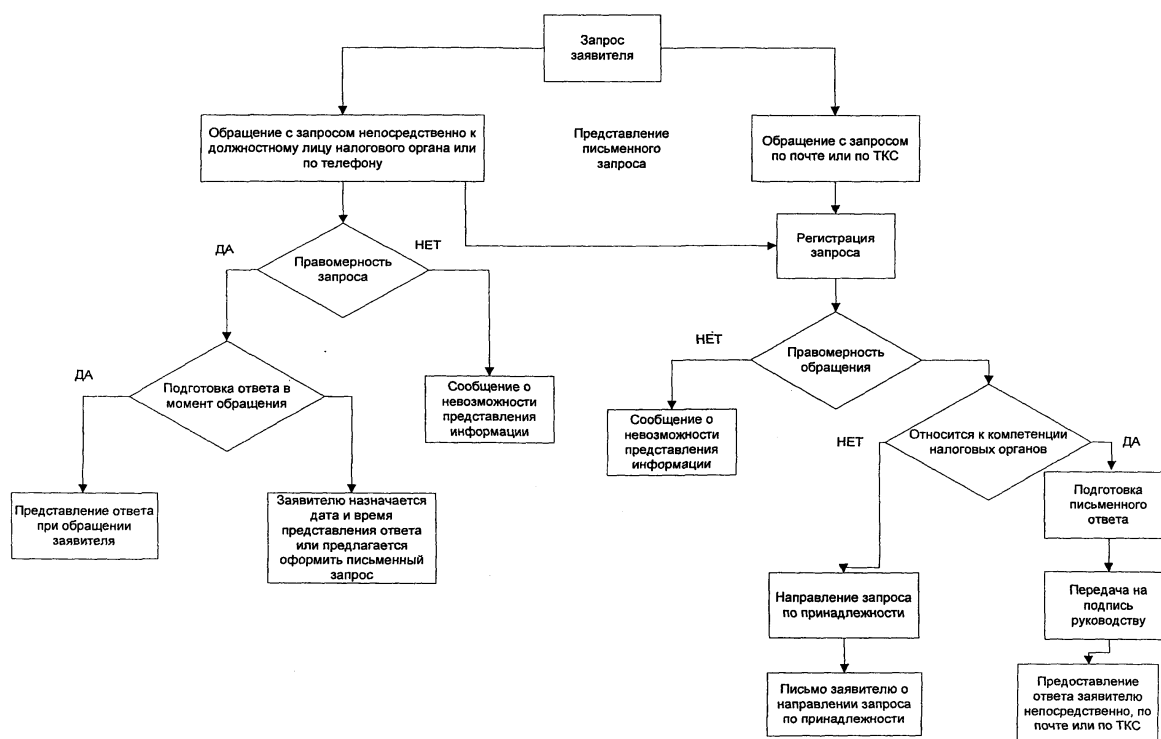 Запрос
заявителя
Обращение с запросом непосредственно к
должностному лицу налогового органа или
по телефону
Представление
письменного
запроса
Обращение с запросом
по почте или по ТКС
Регистрация
запроса
ДА
НЕТ
Правомерность
запроса
НЕТ
Правомерность
обращения
ДА
Подготовка ответа в
момент обращения
Сообщение о
невозможности
представления
информации
Сообщение о
невозможности
представления
информации
НЕТ
Относится к компетенции
налоговых органов
ДА
Представление ответа
при обращении
заявителя
Заявителю назначается
дата и время
представления ответа
или предлагается
оформить письменный
запрос
Подготовка
письменного
ответа
Направление запроса
по принадлежности
Передача на
подпись
руководству
Письмо заявителю о
направлении запроса
по принадлежности
Предоставление
ответа заявителю
непосредственно, по
почте или по ТКС